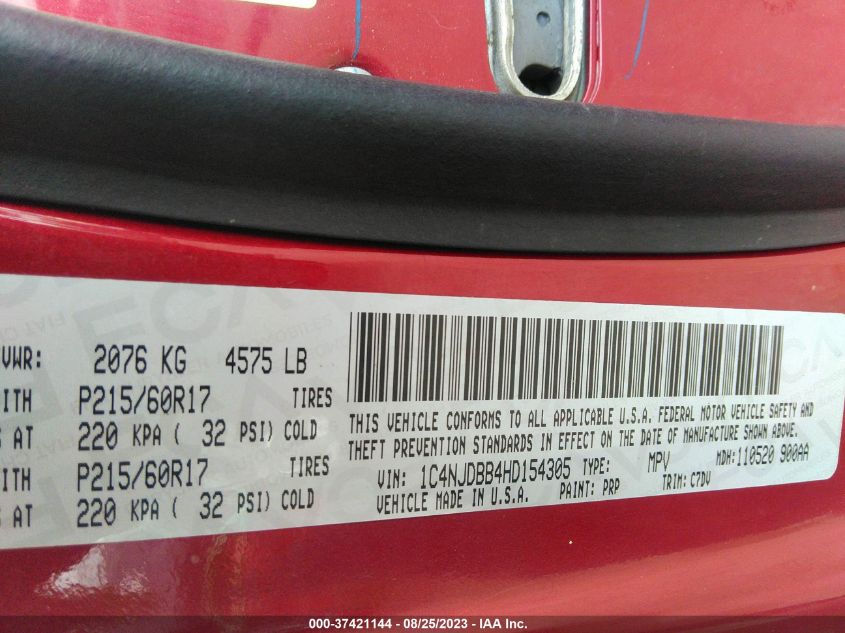 VWR: 2076 KG 4575 LB
ITH P215/60R17 TIRES
S AT 220 KPA ( 32 PSI) COLD
ITH P215/60R17 TIRES
S AT 220 KPA ( 32 PSI) COLD
THIS VEHICLE CONFORMS TO ALL APPLICABLE U.S.A. FEDERAL MOTOR VEHICLE SAFETY AND
THEFT PREVENTION STANDARDS IN EFFECT ON THE DATE OF MANUFACTURE SHOWN ABOVE.
VIN: 1C4NJDBB4HD154305 TYPE: MPV MDH: 110520 900AA
VEHICLE MADE IN U.S.A. PAINT: PRP TRIM: C7DV
000-37421144 - 08/25/2023 - IAA Inc.